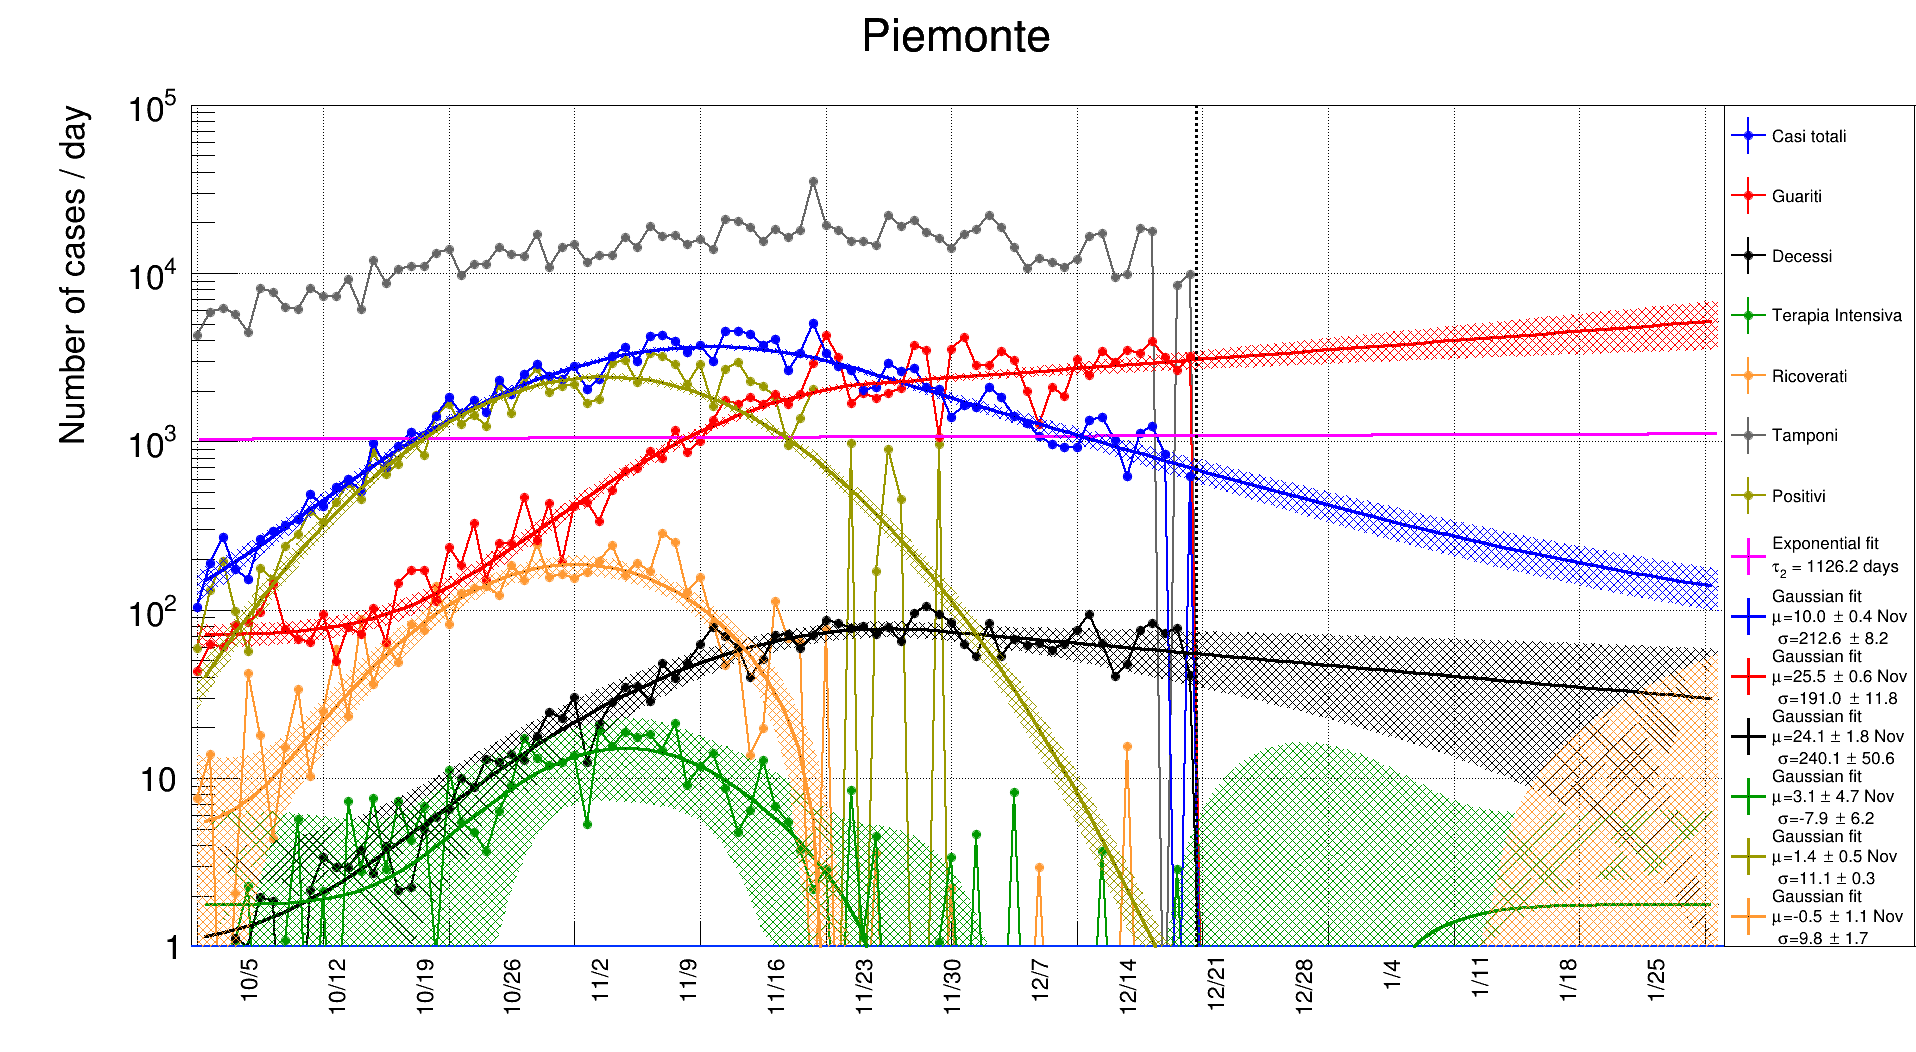 Piemonte
Number of cases / day
10^5
10^4
10^3
10^2
10
1
10/5
10/12
10/19
10/26
11/2
11/9
11/16
11/23
11/30
12/7
12/14
12/21
12/28
1/4
1/11
1/18
1/25
Casi totali
Guariti
Decessi
Terapia Intensiva
Ricoverati
Tamponi
Positivi
Exponential fit
τ₂ = 1126.2 days
Gaussian fit
μ=10.0 ± 0.4 Nov
σ=212.6 ± 8.2
Gaussian fit
μ=25.5 ± 0.6 Nov
σ=191.0 ± 11.8
Gaussian fit
μ=24.1 ± 1.8 Nov
σ=240.1 ± 50.6
Gaussian fit
μ=3.1 ± 4.7 Nov
σ=-7.9 ± 6.2
Gaussian fit
μ=1.4 ± 0.5 Nov
σ=11.1 ± 0.3
Gaussian fit
μ=-0.5 ± 1.1 Nov
σ=9.8 ± 1.7